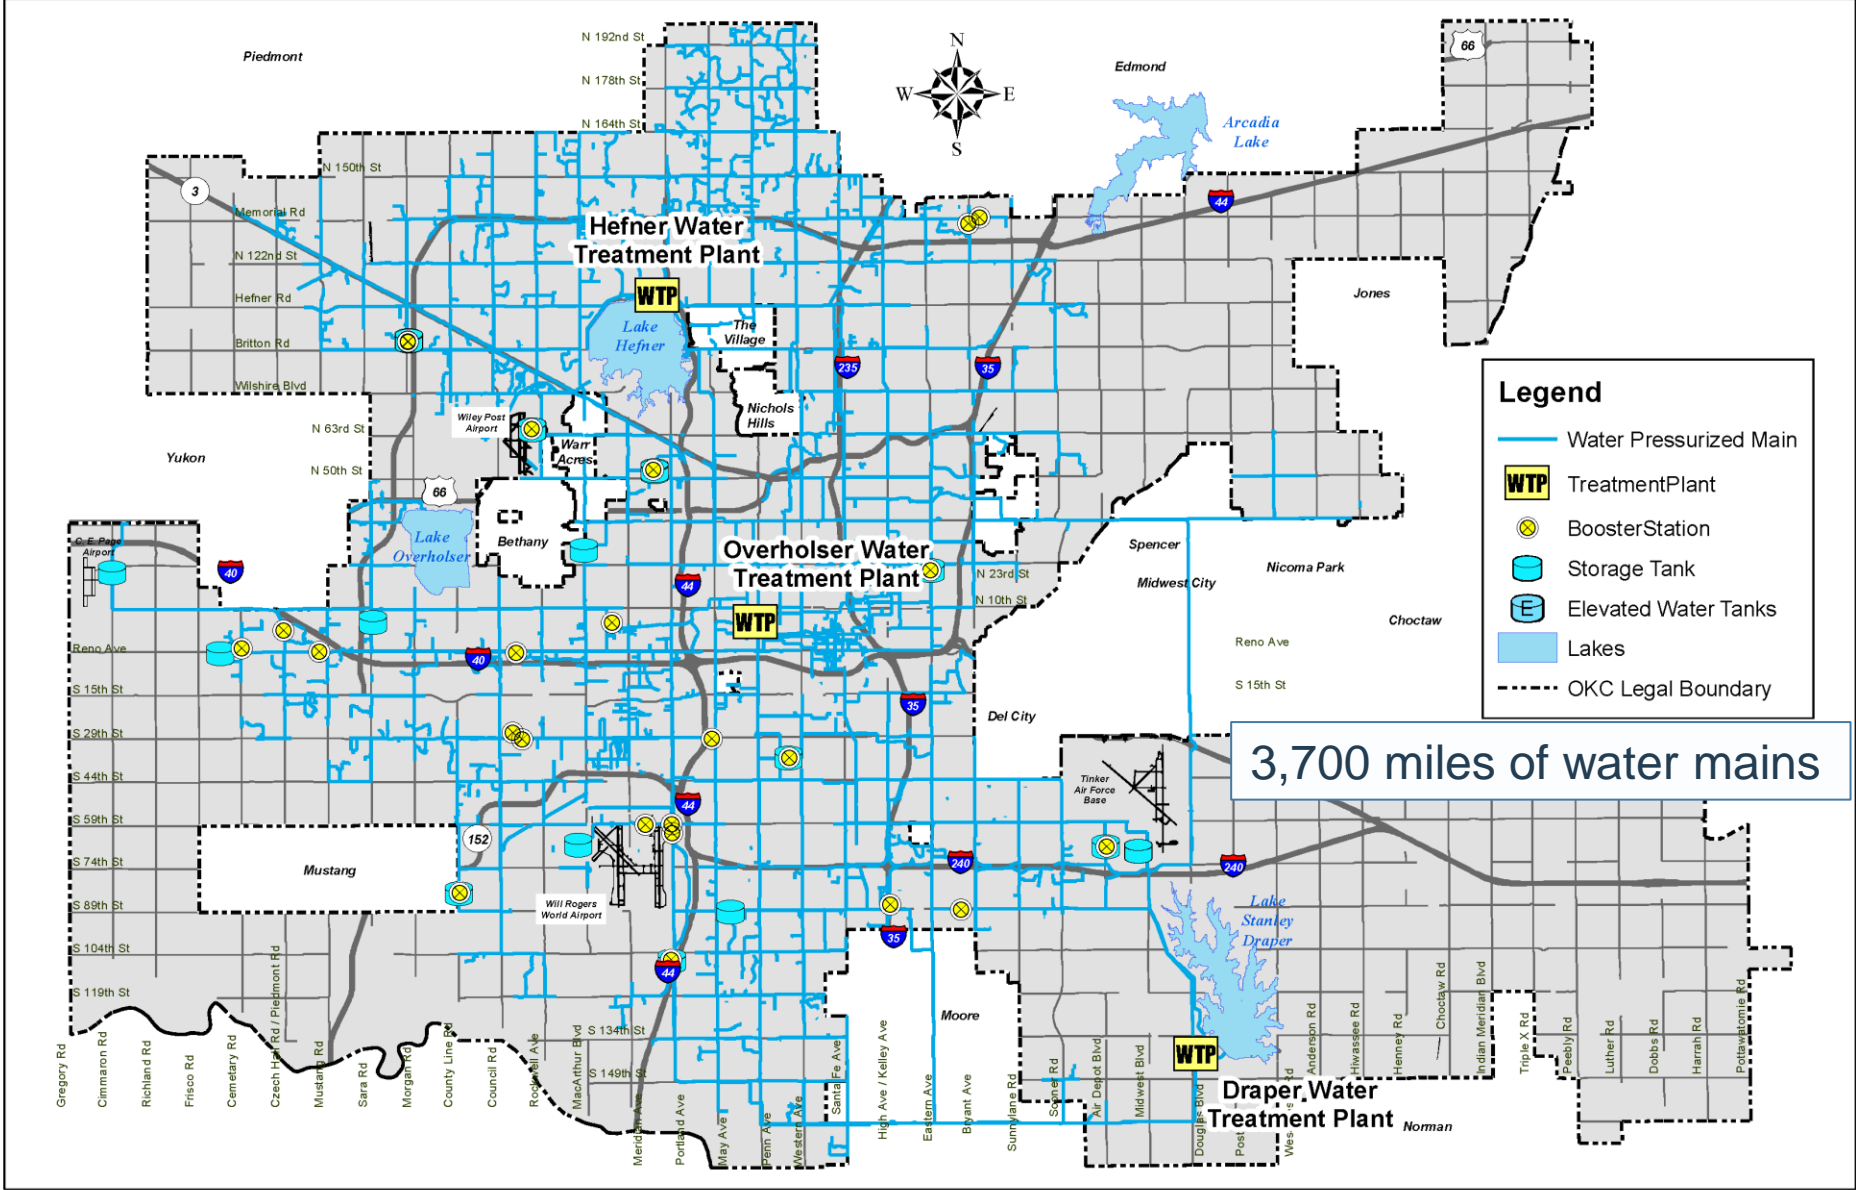 N 192nd St
Piedmont
N
66
Edmond
N 178th St
W
E
N 164th St
S
Arcadia
Lake
N 150th St
3
44
Memorial Rd
Hefner Water
Treatment Plant
N 122nd St
WTP
Jones
Hefner Rd
Lake
Hefner
The
Village
Britton Rd
235
35
Wilshire Blvd
Nichols
Hills
Wiley Post
Airport
N 63rd St
Warr
Acres
Yukon
N 50th St
66
Lake
Overholser
Bethany
C. E. Page
Airport
40
Overholser Water
Treatment Plant
44
N 23rd St
N 10th St
WTP
Spencer
Midwest City
Nicoma Park
Choctaw
Reno Ave
40
Reno Ave
S 15th St
35
S 15th St
Del City
Legend
Water Pressurized Main
WTP
TreatmentPlant
BoosterStation
Storage Tank
E
Elevated Water Tanks
Lakes
OKC Legal Boundary
3,700 miles of water mains
S 29th St
S 44th St
Tinker
Air Force
Base
44
S 59th St
152
Mustang
S 74th St
240
240
S 89th St
Will Rogers
World Airport
Lake
Stanley
Draper
35
S 104th St
44
S 119th St
Moore
S 134th St
S 149th St
WTP
Draper Water
Treatment Plant
Norman
Gregory Rd
Cimmaron Rd
Richland Rd
Frisco Rd
Cemetary Rd
Czech Hall Rd / Piedmont Rd
Mustang Rd
Sara Rd
Morgan Rd
County Line Rd
Council Rd
Rockwell Ave
MacArthur Blvd
Meridian Ave
Portland Ave
May Ave
Penn Ave
Western Ave
Santa Fe Ave
High Ave / Kelley Ave
Eastern Ave
Bryant Ave
Sunnylane Rd
Sooner Rd
Air Depot Blvd
Midwest Blvd
Douglas Blvd
Post
Anderson Rd
Hiwassee Rd
Henney Rd
Choctaw Rd
Indian Meridian Blvd
Triple X Rd
Peebly Rd
Luther Rd
Dobbs Rd
Harrah Rd
Pottawatomie Rd